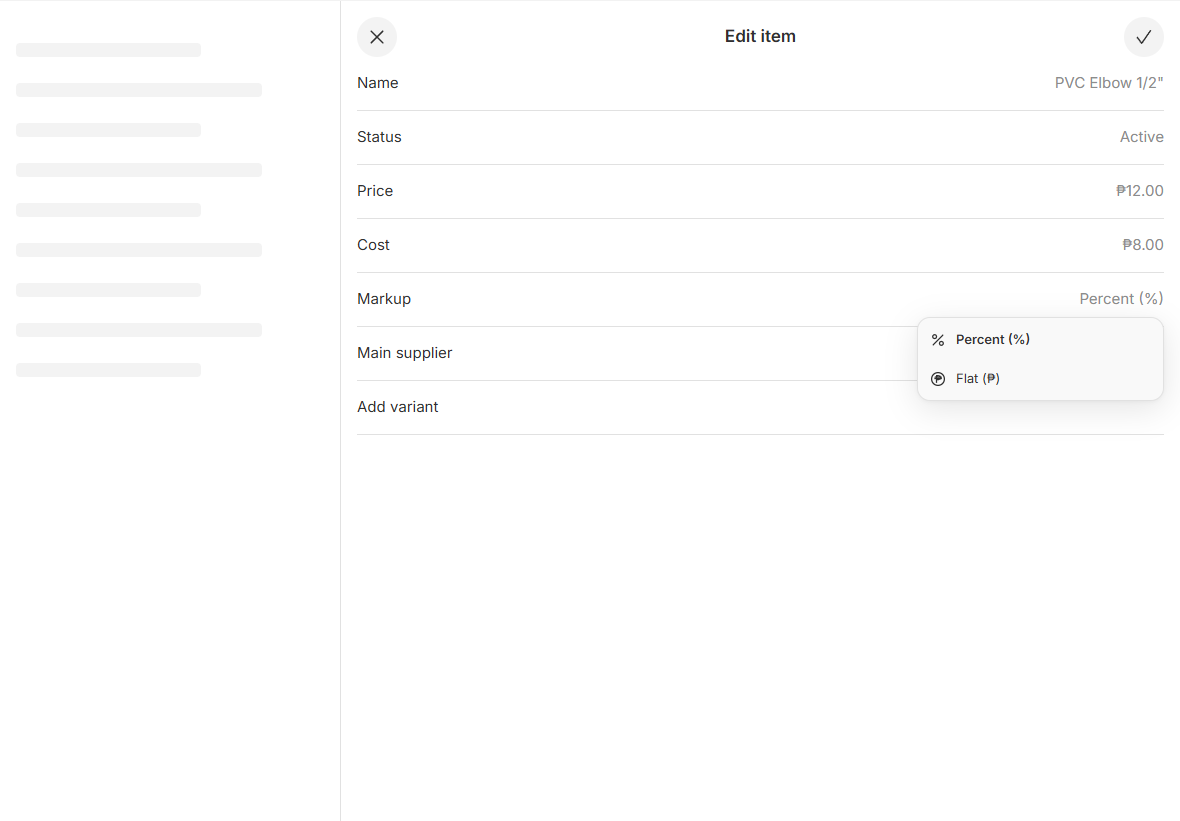 Edit item
Name PVC Elbow 1/2"
Status Active
Price ₱12.00
Cost ₱8.00
Markup Percent (%)
Percent (%)
Main supplier
Flat (₱)
Add variant